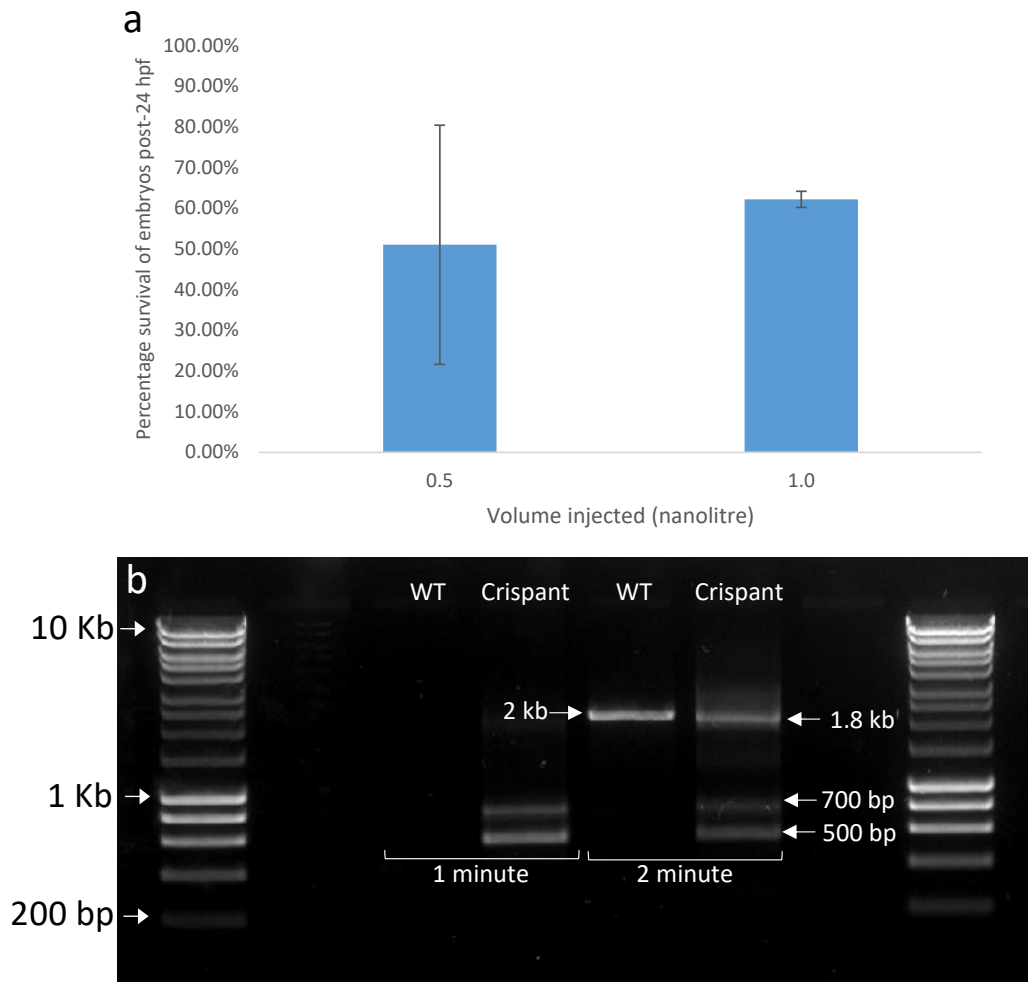 a
Percentage survival of embryos post-24 hpf
100.00%
90.00%
80.00%
70.00%
60.00%
50.00%
40.00%
30.00%
20.00%
10.00%
0.00%
0.5 1.0
Volume injected (nanolitre)
b
WT Crispant WT Crispant
10 Kb
2 kb 1.8 kb
1 Kb 700 bp
500 bp
1 minute 2 minute
200 bp